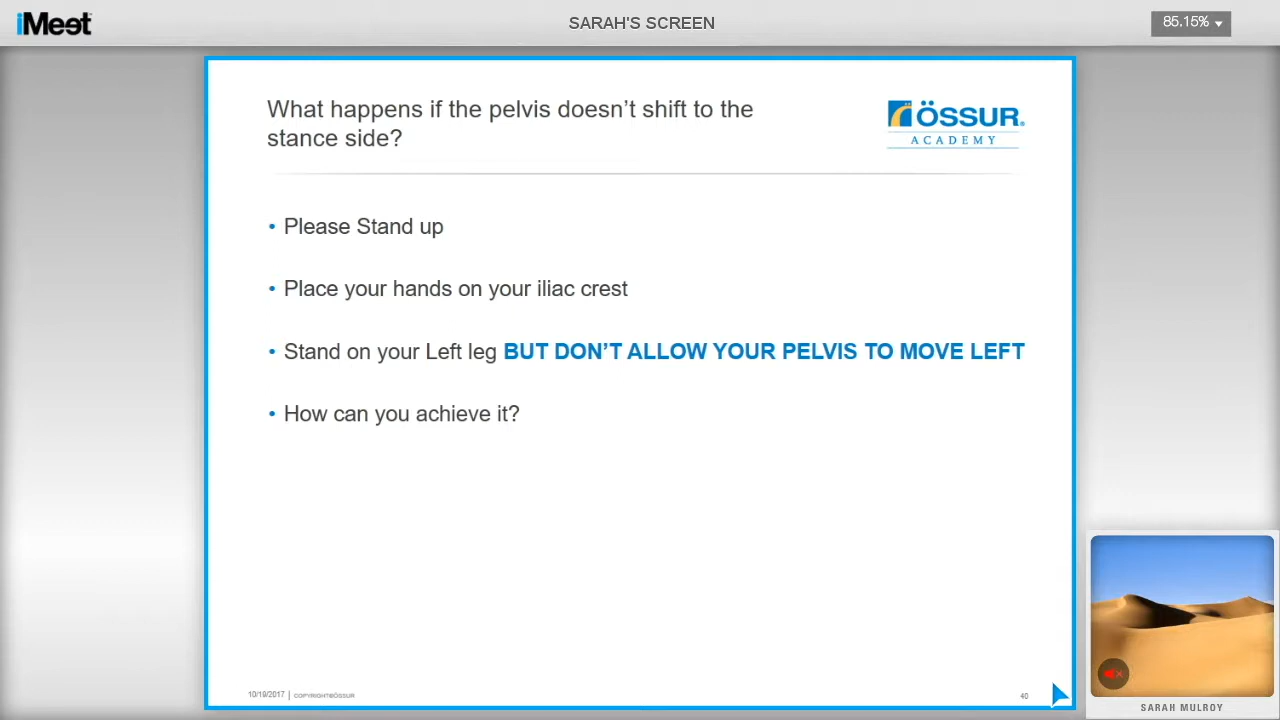 iMeet
SARAH'S SCREEN
85.15%
What happens if the pelvis doesn’t shift to the
stance side?
ÖSSUR®
ACADEMY
• Please Stand up
• Place your hands on your iliac crest
• Stand on your Left leg BUT DON’T ALLOW YOUR PELVIS TO MOVE LEFT
• How can you achieve it?
10/19/2017 | COPYRIGHT©ÖSSUR
40
SARAH MULROY